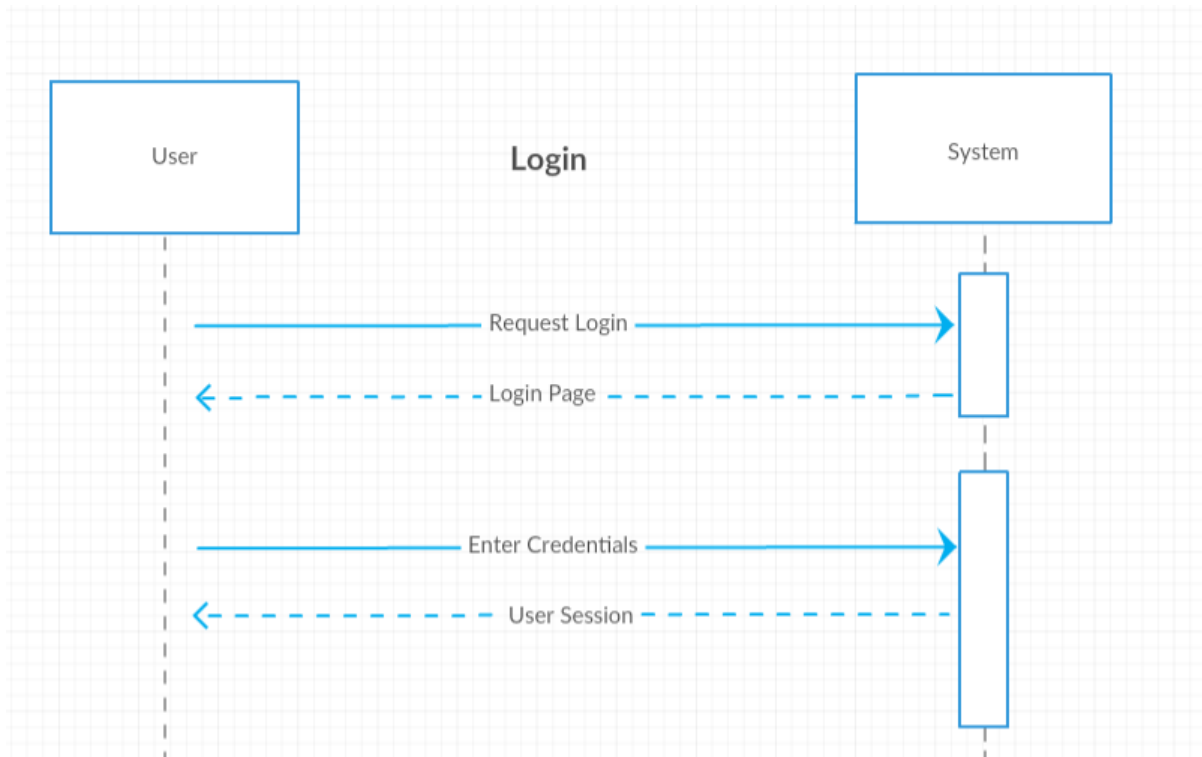 User
Login
System
Request Login
Login Page
Enter Credentials
User Session